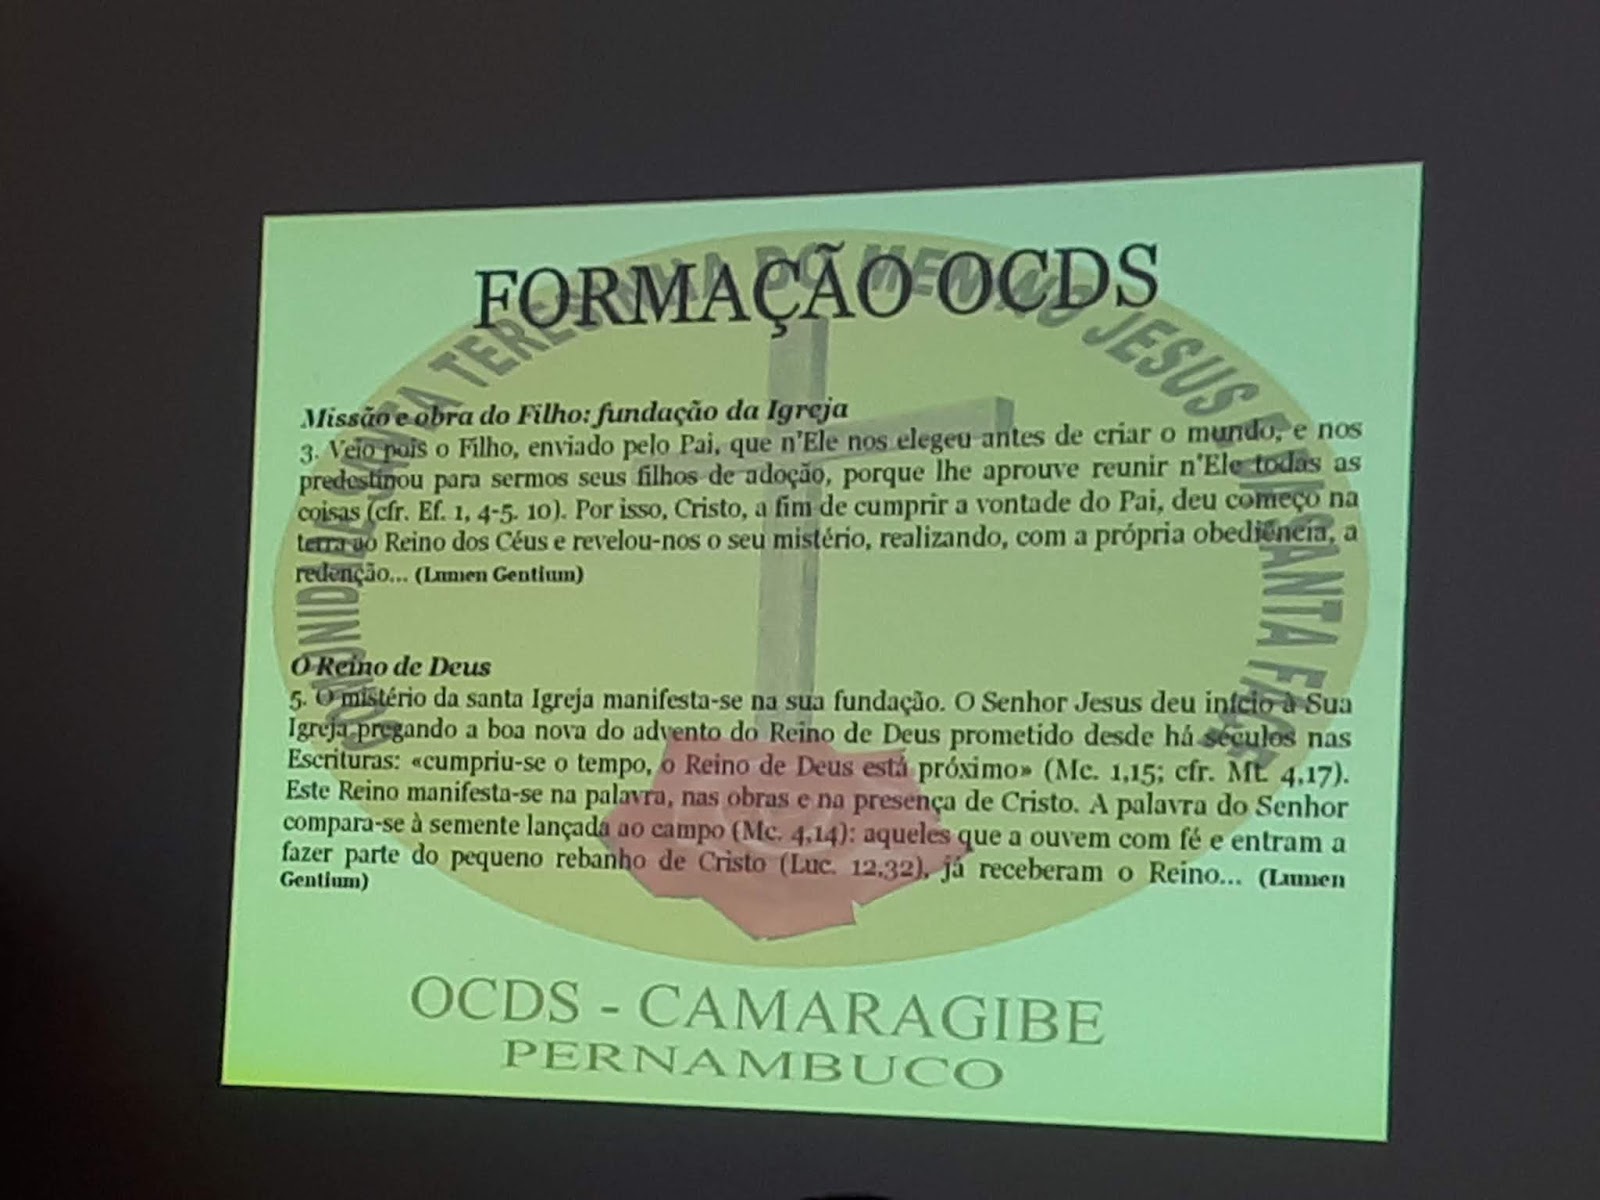 FORMAÇÃO OCDS
COMUNIDADE SANTA TERESINHA DO MENINO JESUS E DA SANTA FACE
Missão e obra do Filho: fundação da Igreja
3. Veio pois o Filho, enviado pelo Pai, que n'Ele nos elegeu antes de criar o mundo, e nos
predestinou para sermos seus filhos de adoção, porque lhe aprouve reunir n'Ele todas as
coisas (cfr. Ef. 1, 4-5. 10). Por isso, Cristo, a fim de cumprir a vontade do Pai, deu começo na
terra ao Reino dos Céus e revelou-nos o seu mistério, realizando, com a própria obediência, a
redenção... (Lumen Gentium)
O Reino de Deus
5. O mistério da santa Igreja manifesta-se na sua fundação. O Senhor Jesus deu início à Sua
Igreja pregando a boa nova do advento do Reino de Deus prometido desde há séculos nas
Escrituras: «cumpriu-se o tempo, o Reino de Deus está próximo» (Mc. 1,15; cfr. Mt. 4,17).
Este Reino manifesta-se na palavra, nas obras e na presença de Cristo. A palavra do Senhor
compara-se à semente lançada ao campo (Mc. 4,14): aqueles que a ouvem com fé e entram a
fazer parte do pequeno rebanho de Cristo (Luc. 12,32), já receberam o Reino... (Lumen
Gentium)
OCDS - CAMARAGIBE
PERNAMBUCO